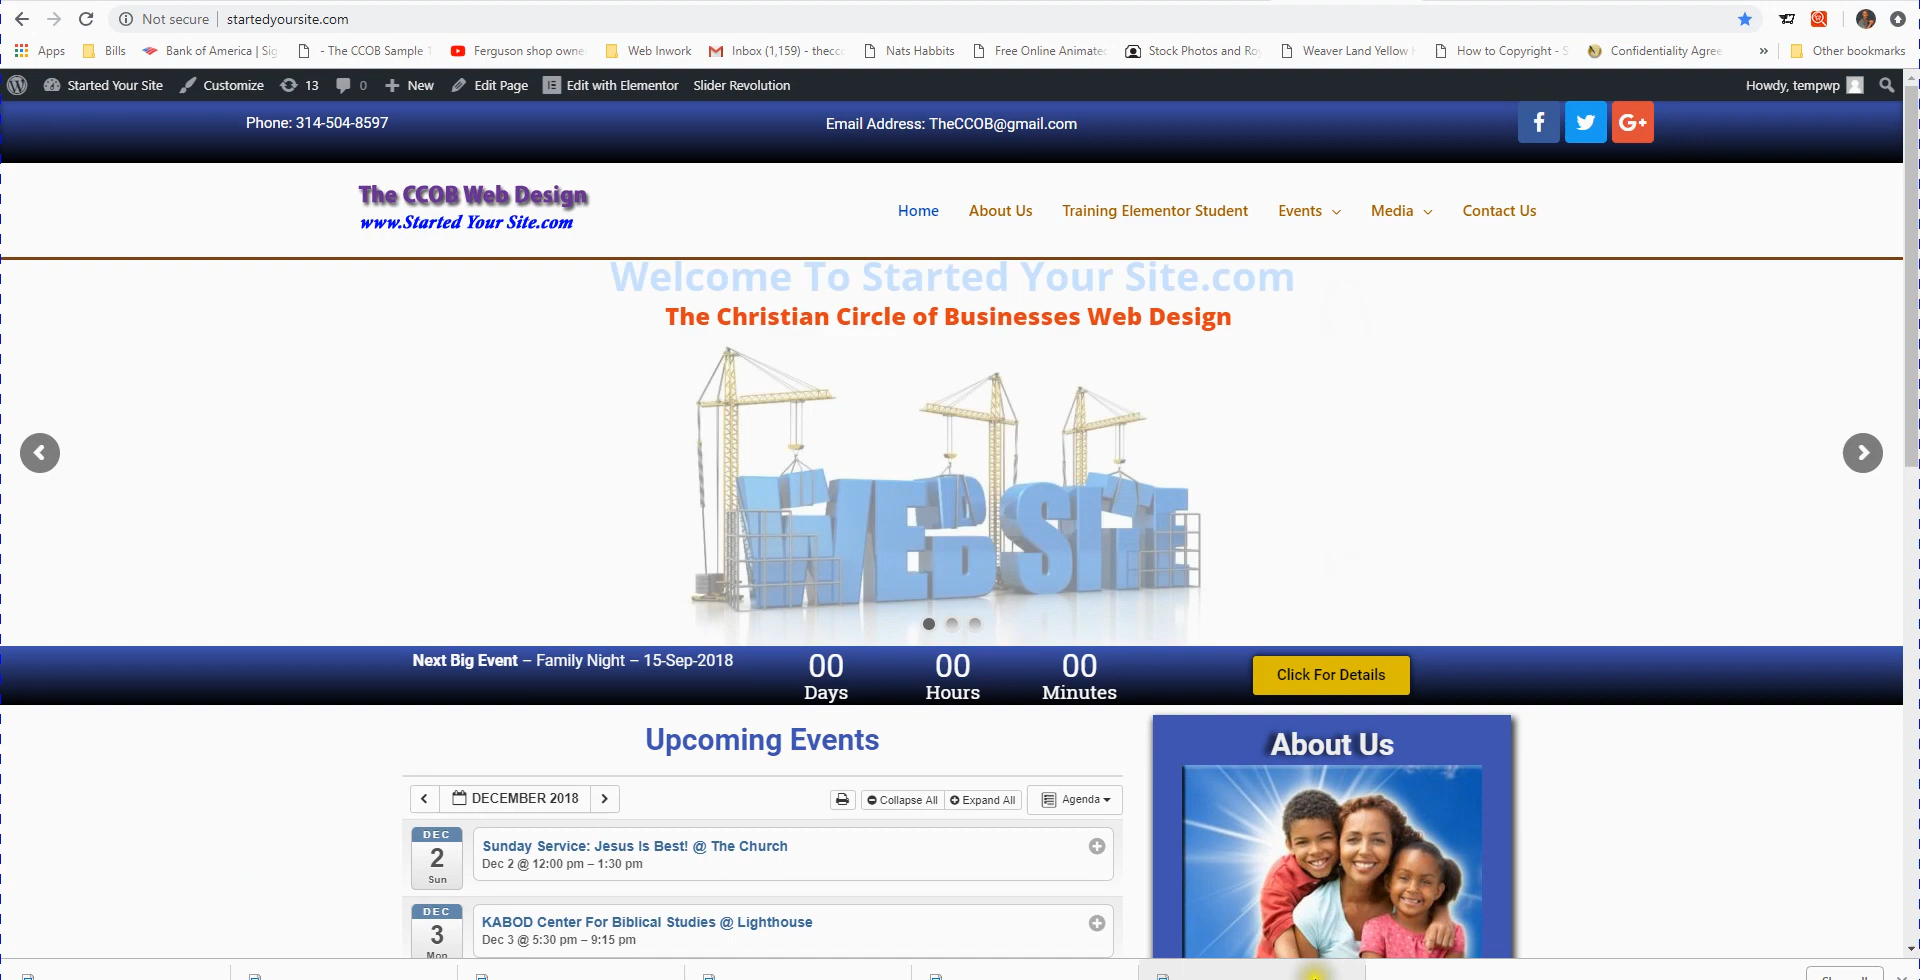 Not secure | startedyoursite.com
Apps Bills Bank of America | Sig - The CCOB Sample Ferguson shop owne Web Inwork Inbox (1,159) - thecc Nats Habbits Free Online Animate Stock Photos and Ro Weaver Land Yellow How to Copyright - Confidentiality Agree » Other bookmarks
Started Your Site Customize 13 0 New Edit Page Edit with Elementor Slider Revolution Howdy, tempwp
Phone: 314-504-8597 Email Address: TheCCOB@gmail.com f G+
The CCOB Web Design
www.Started Your Site.com
Home About Us Training Elementor Student Events Media Contact Us
Welcome To Started Your Site.com
The Christian Circle of Businesses Web Design
WEBSITE
Next Big Event – Family Night – 15-Sep-2018 00 00 00 Click For Details
Days Hours Minutes
Upcoming Events
About Us
DECEMBER 2018 Collapse All Expand All Agenda
DEC
2
Sun
Sunday Service: Jesus Is Best! @ The Church
Dec 2 @ 12:00 pm – 1:30 pm
DEC
3
Mon
KABOD Center For Biblical Studies @ Lighthouse
Dec 3 @ 5:30 pm – 9:15 pm